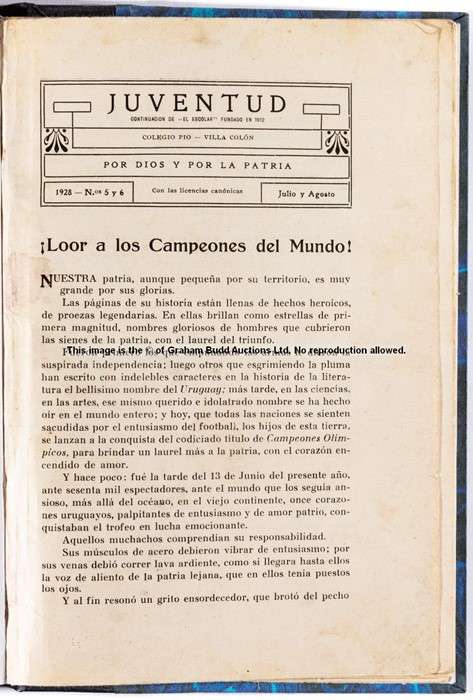 JUVENTUD
CONTINUACION DE «EL ESCOLAR» FUNDADO EN 1912
COLEGIO PIO — VILLA COLÓN
POR DIOS Y POR LA PATRIA
1928 — N.os 5 y 6
Con las licencias canónicas
Julio y Agosto
¡Loor a los Campeones del Mundo!
NUESTRA patria, aunque pequeña por su territorio, es muy
grande por sus glorias.
Las páginas de su historia están llenas de hechos heroicos,
de proezas legendarias. En ellas brillan como estrellas de pri-
mera magnitud, nombres gloriosos de hombres que cubrieron
las sienes de la patria, con el laurel del triunfo.
This image is the © of Graham Budd Auctions Ltd. No reproduction allowed.
suspirada independencia; luego otros que esgrimiendo la pluma
han escrito con indelebles caracteres en la historia de la litera-
tura el bellísimo nombre del Uruguay: más tarde, en las ciencias,
en las artes, ese mismo querido e idolatrado nombre se ha hecho
oir en el mundo entero; y hoy, que todas las naciones se sienten
sacudidas por el entusiasmo del football, los hijos de esta tierra,
se lanzan a la conquista del codiciado titulo de Campeones Olim-
picos, para brindar un laurel más a la patria, con el corazón en-
cendido de amor.
Y hace poco: fué la tarde del 13 de Junio del presente año,
ante sesenta mil espectadores, ante el mundo que los seguia an-
sioso, más allá del océano, en el viejo continente, once corazo-
nes uruguayos, palpitantes de entusiasmo y de amor patrio, con-
quistaban el trofeo en lucha emocionante.
Aquellos muchachos comprendian su responsabilidad.
Sus músculos de acero debieron vibrar de entusiasmo; por
sus venas debió correr lava ardiente, como si llegara hasta ellos
la voz de aliento de la patria lejana, que en ellos tenia puestos
los ojos.
Y al fin resonó un grito ensordecedor, que brotó del pecho